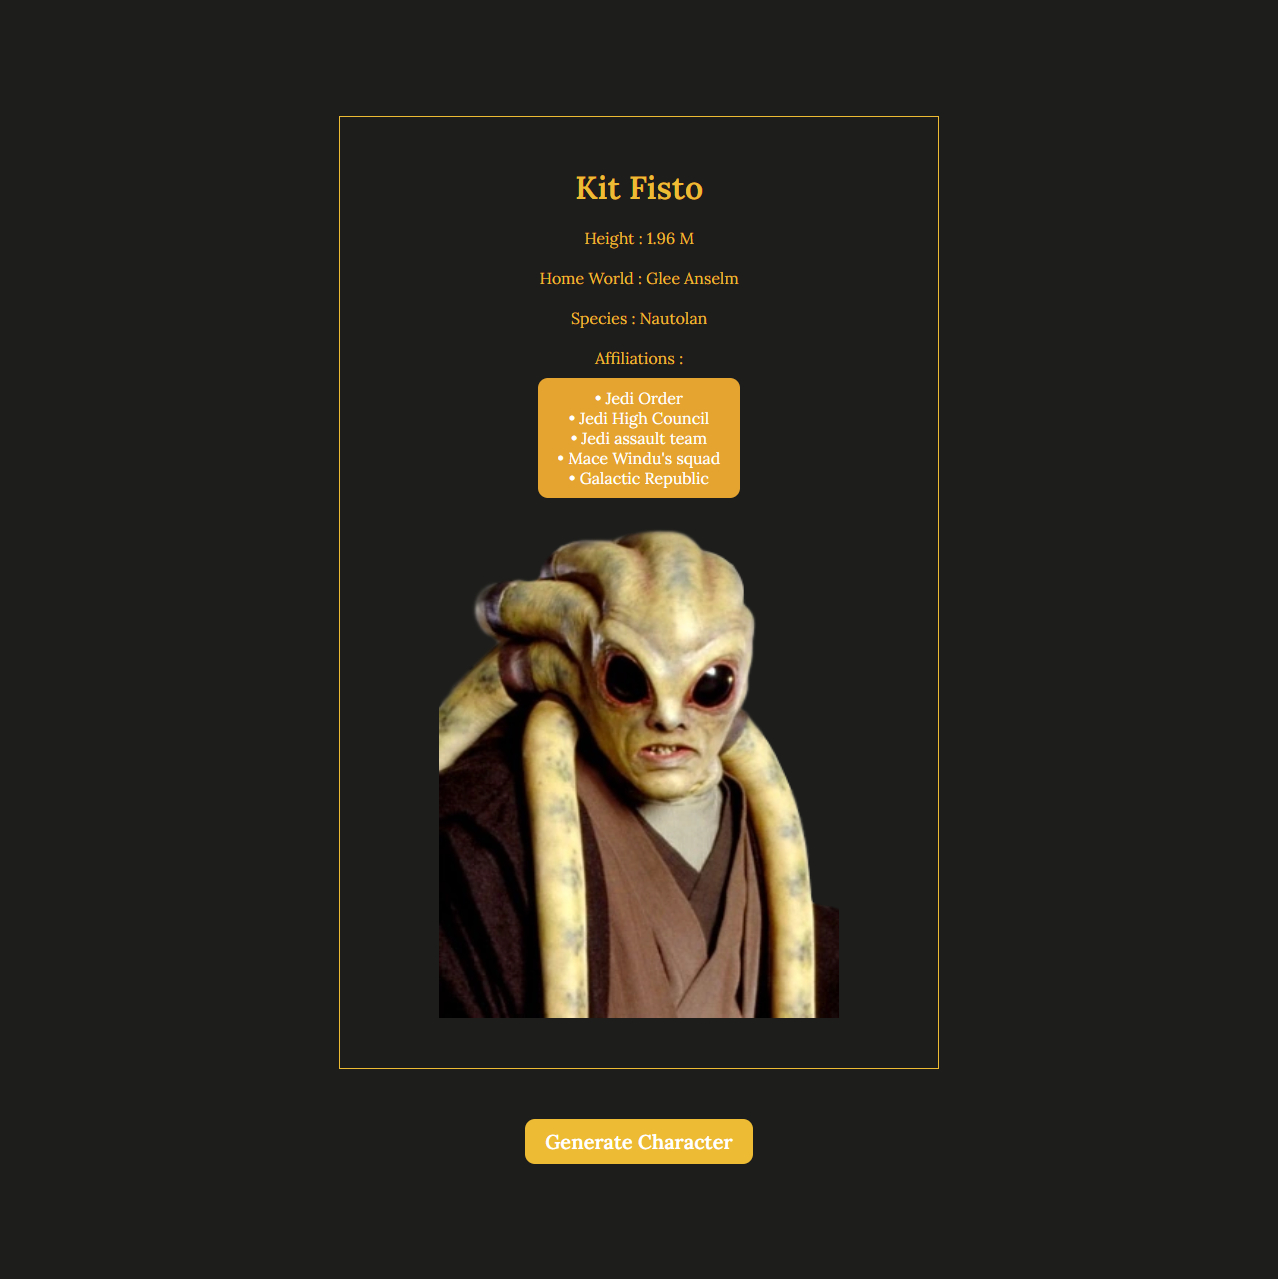 Kit Fisto
Height : 1.96 M
Home World : Glee Anselm
Species : Nautolan
Affiliations :
• Jedi Order
• Jedi High Council
• Jedi assault team
• Mace Windu's squad
• Galactic Republic
Generate Character